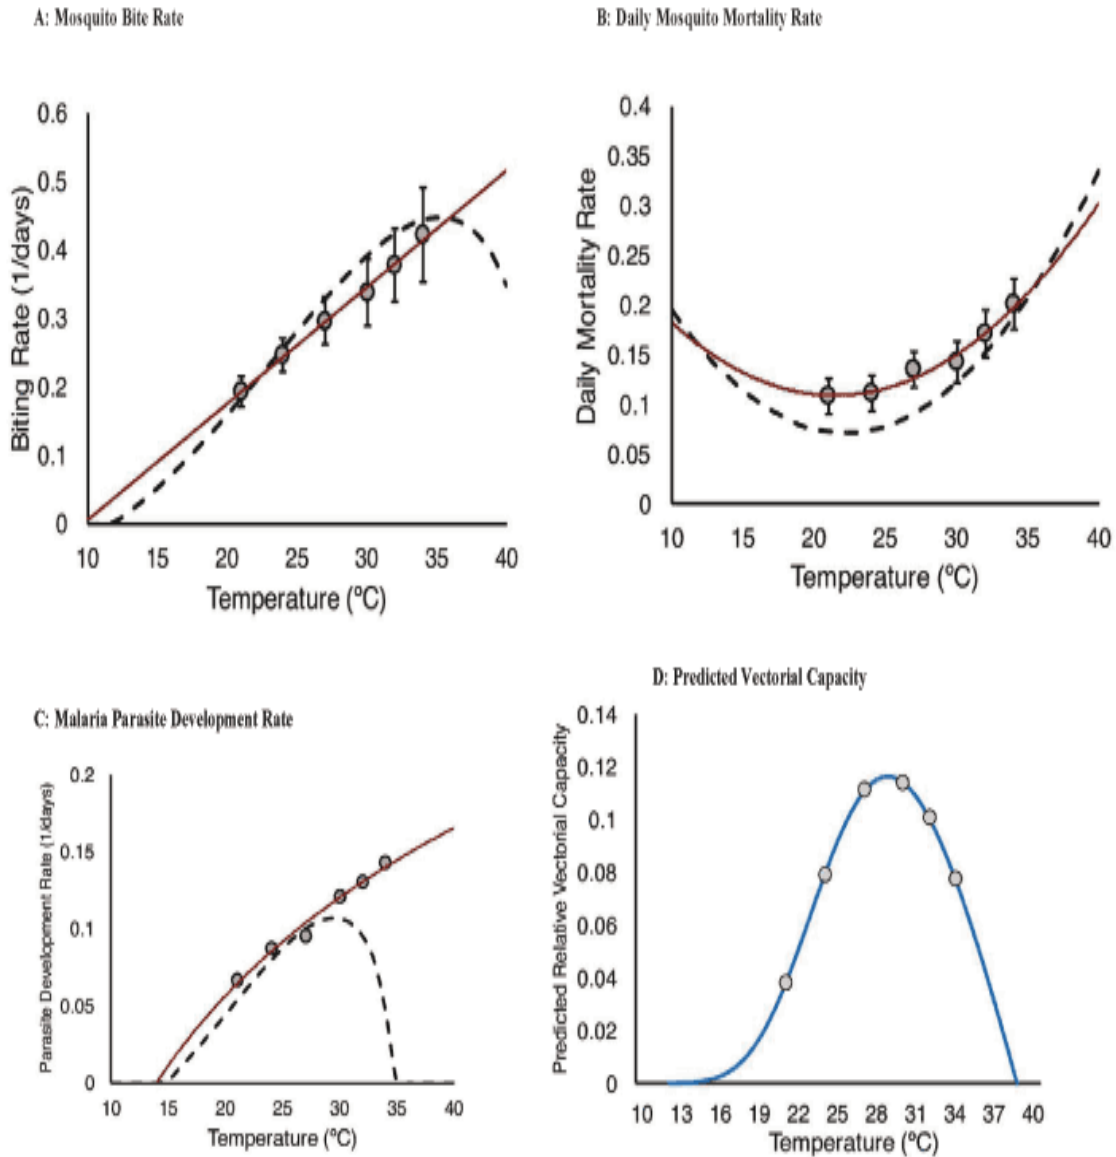 A: Mosquito Bite Rate
Biting Rate (1/days)
0.6
0.5
0.4
0.3
0.2
0.1
0
10 15 20 25 30 35 40
Temperature (ºC)
B: Daily Mosquito Mortality Rate
Daily Mortality Rate
0.4
0.35
0.3
0.25
0.2
0.15
0.1
0.05
0
10 15 20 25 30 35 40
Temperature (ºC)
C: Malaria Parasite Development Rate
Parasite Development Rate (1/days)
0.2
0.15
0.1
0.05
0
10 15 20 25 30 35 40
Temperature (ºC)
D: Predicted Vectorial Capacity
Predicted Relative Vectorial Capacity
0.14
0.12
0.1
0.08
0.06
0.04
0.02
0
10 13 16 19 22 25 28 31 34 37 40
Temperature (ºC)